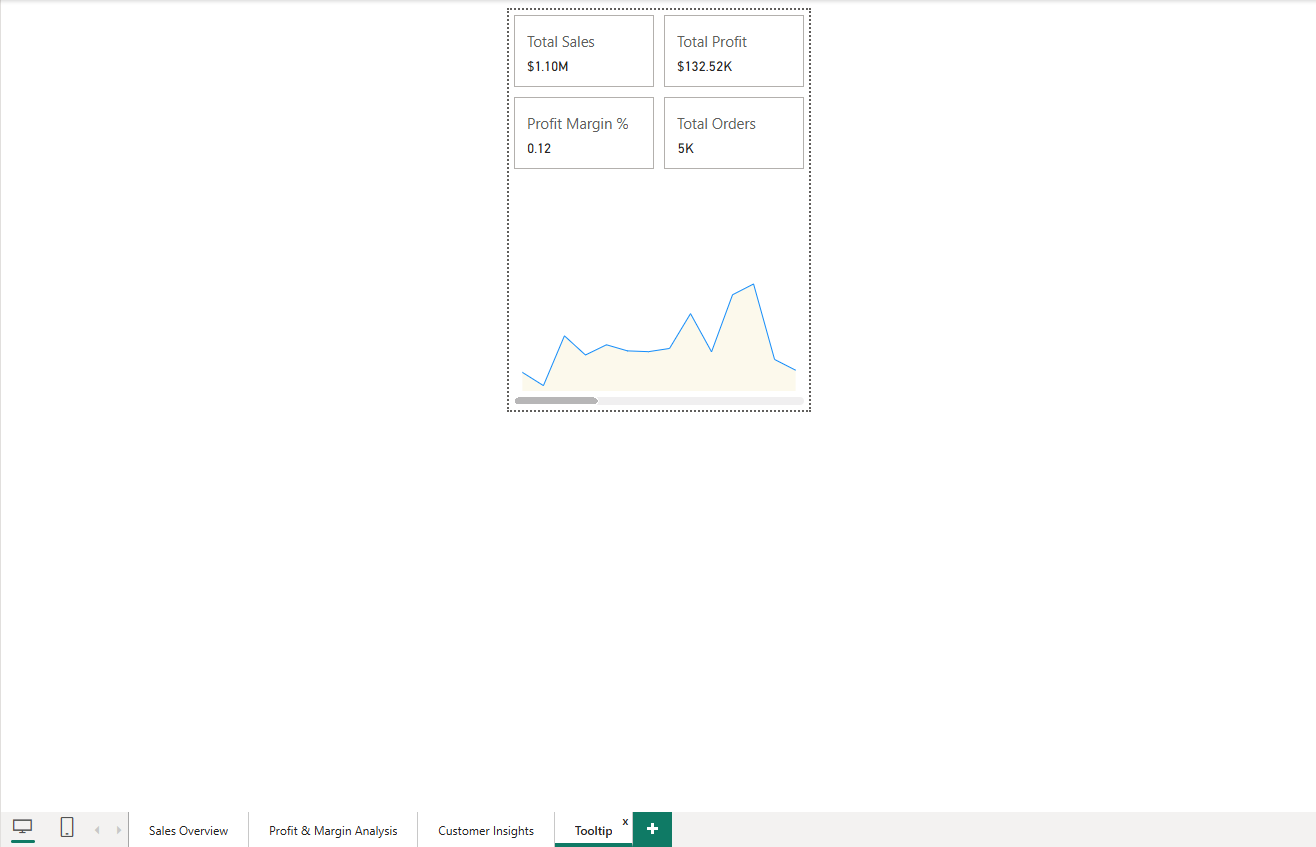 Total Sales
$1.10M
Total Profit
$132.52K
Profit Margin %
0.12
Total Orders
5K
Sales Overview
Profit & Margin Analysis
Customer Insights
Tooltip
x
+